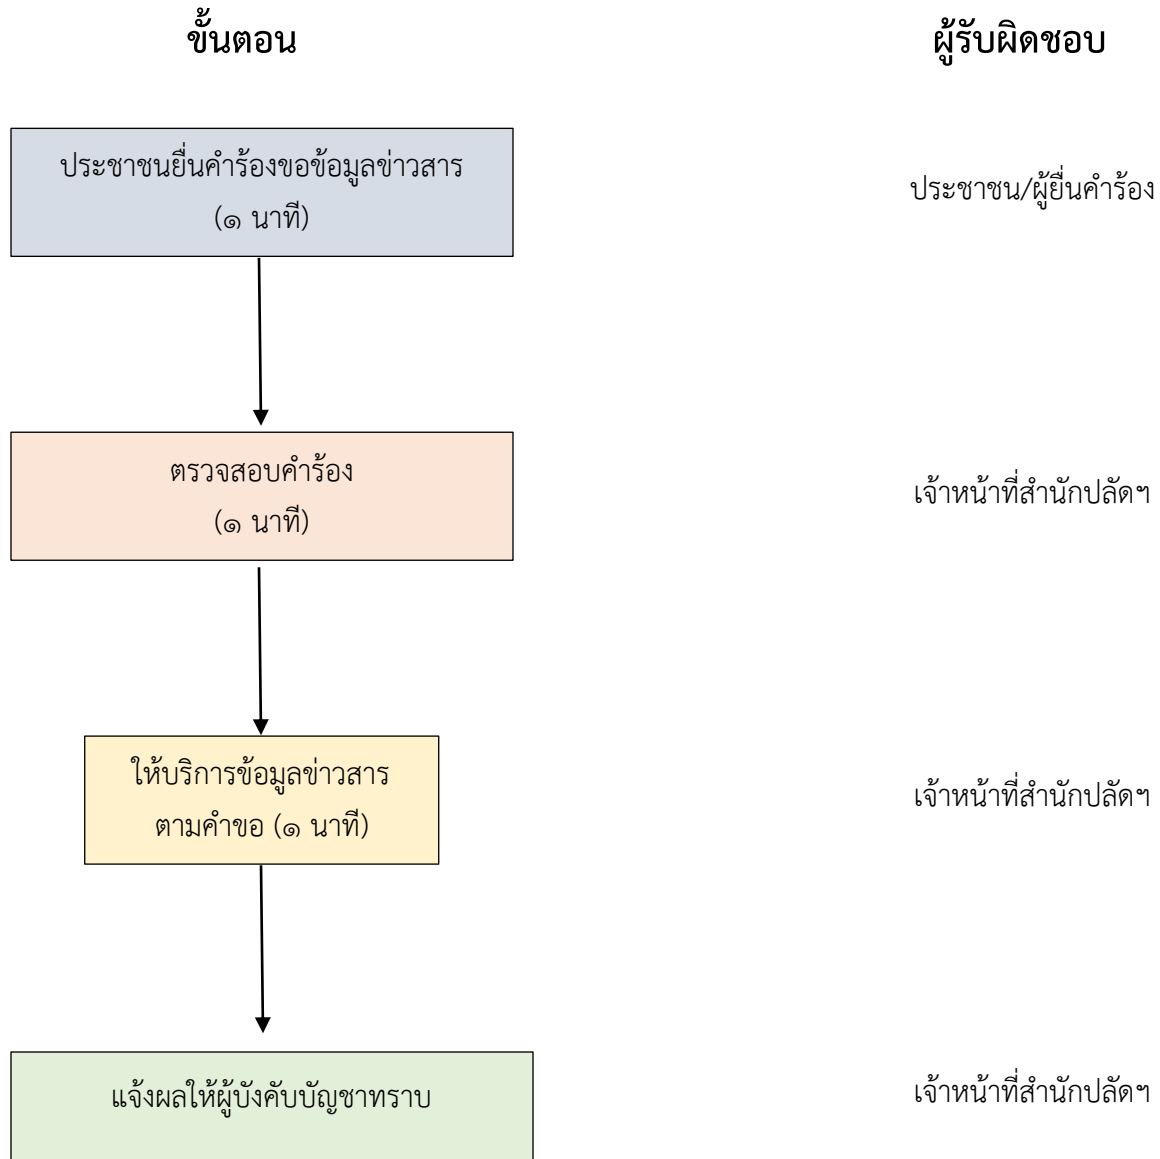 ขั้นตอน
ผู้รับผิดชอบ
ประชาชนยื่นคำร้องขอข้อมูลข่าวสาร
(๑ นาที)
ประชาชน/ผู้ยื่นคำร้อง
ตรวจสอบคำร้อง
(๑ นาที)
เจ้าหน้าที่สำนักปลัดฯ
ให้บริการข้อมูลข่าวสาร
ตามคำขอ (๑ นาที)
เจ้าหน้าที่สำนักปลัดฯ
แจ้งผลให้ผู้บังคับบัญชาทราบ
เจ้าหน้าที่สำนักปลัดฯ